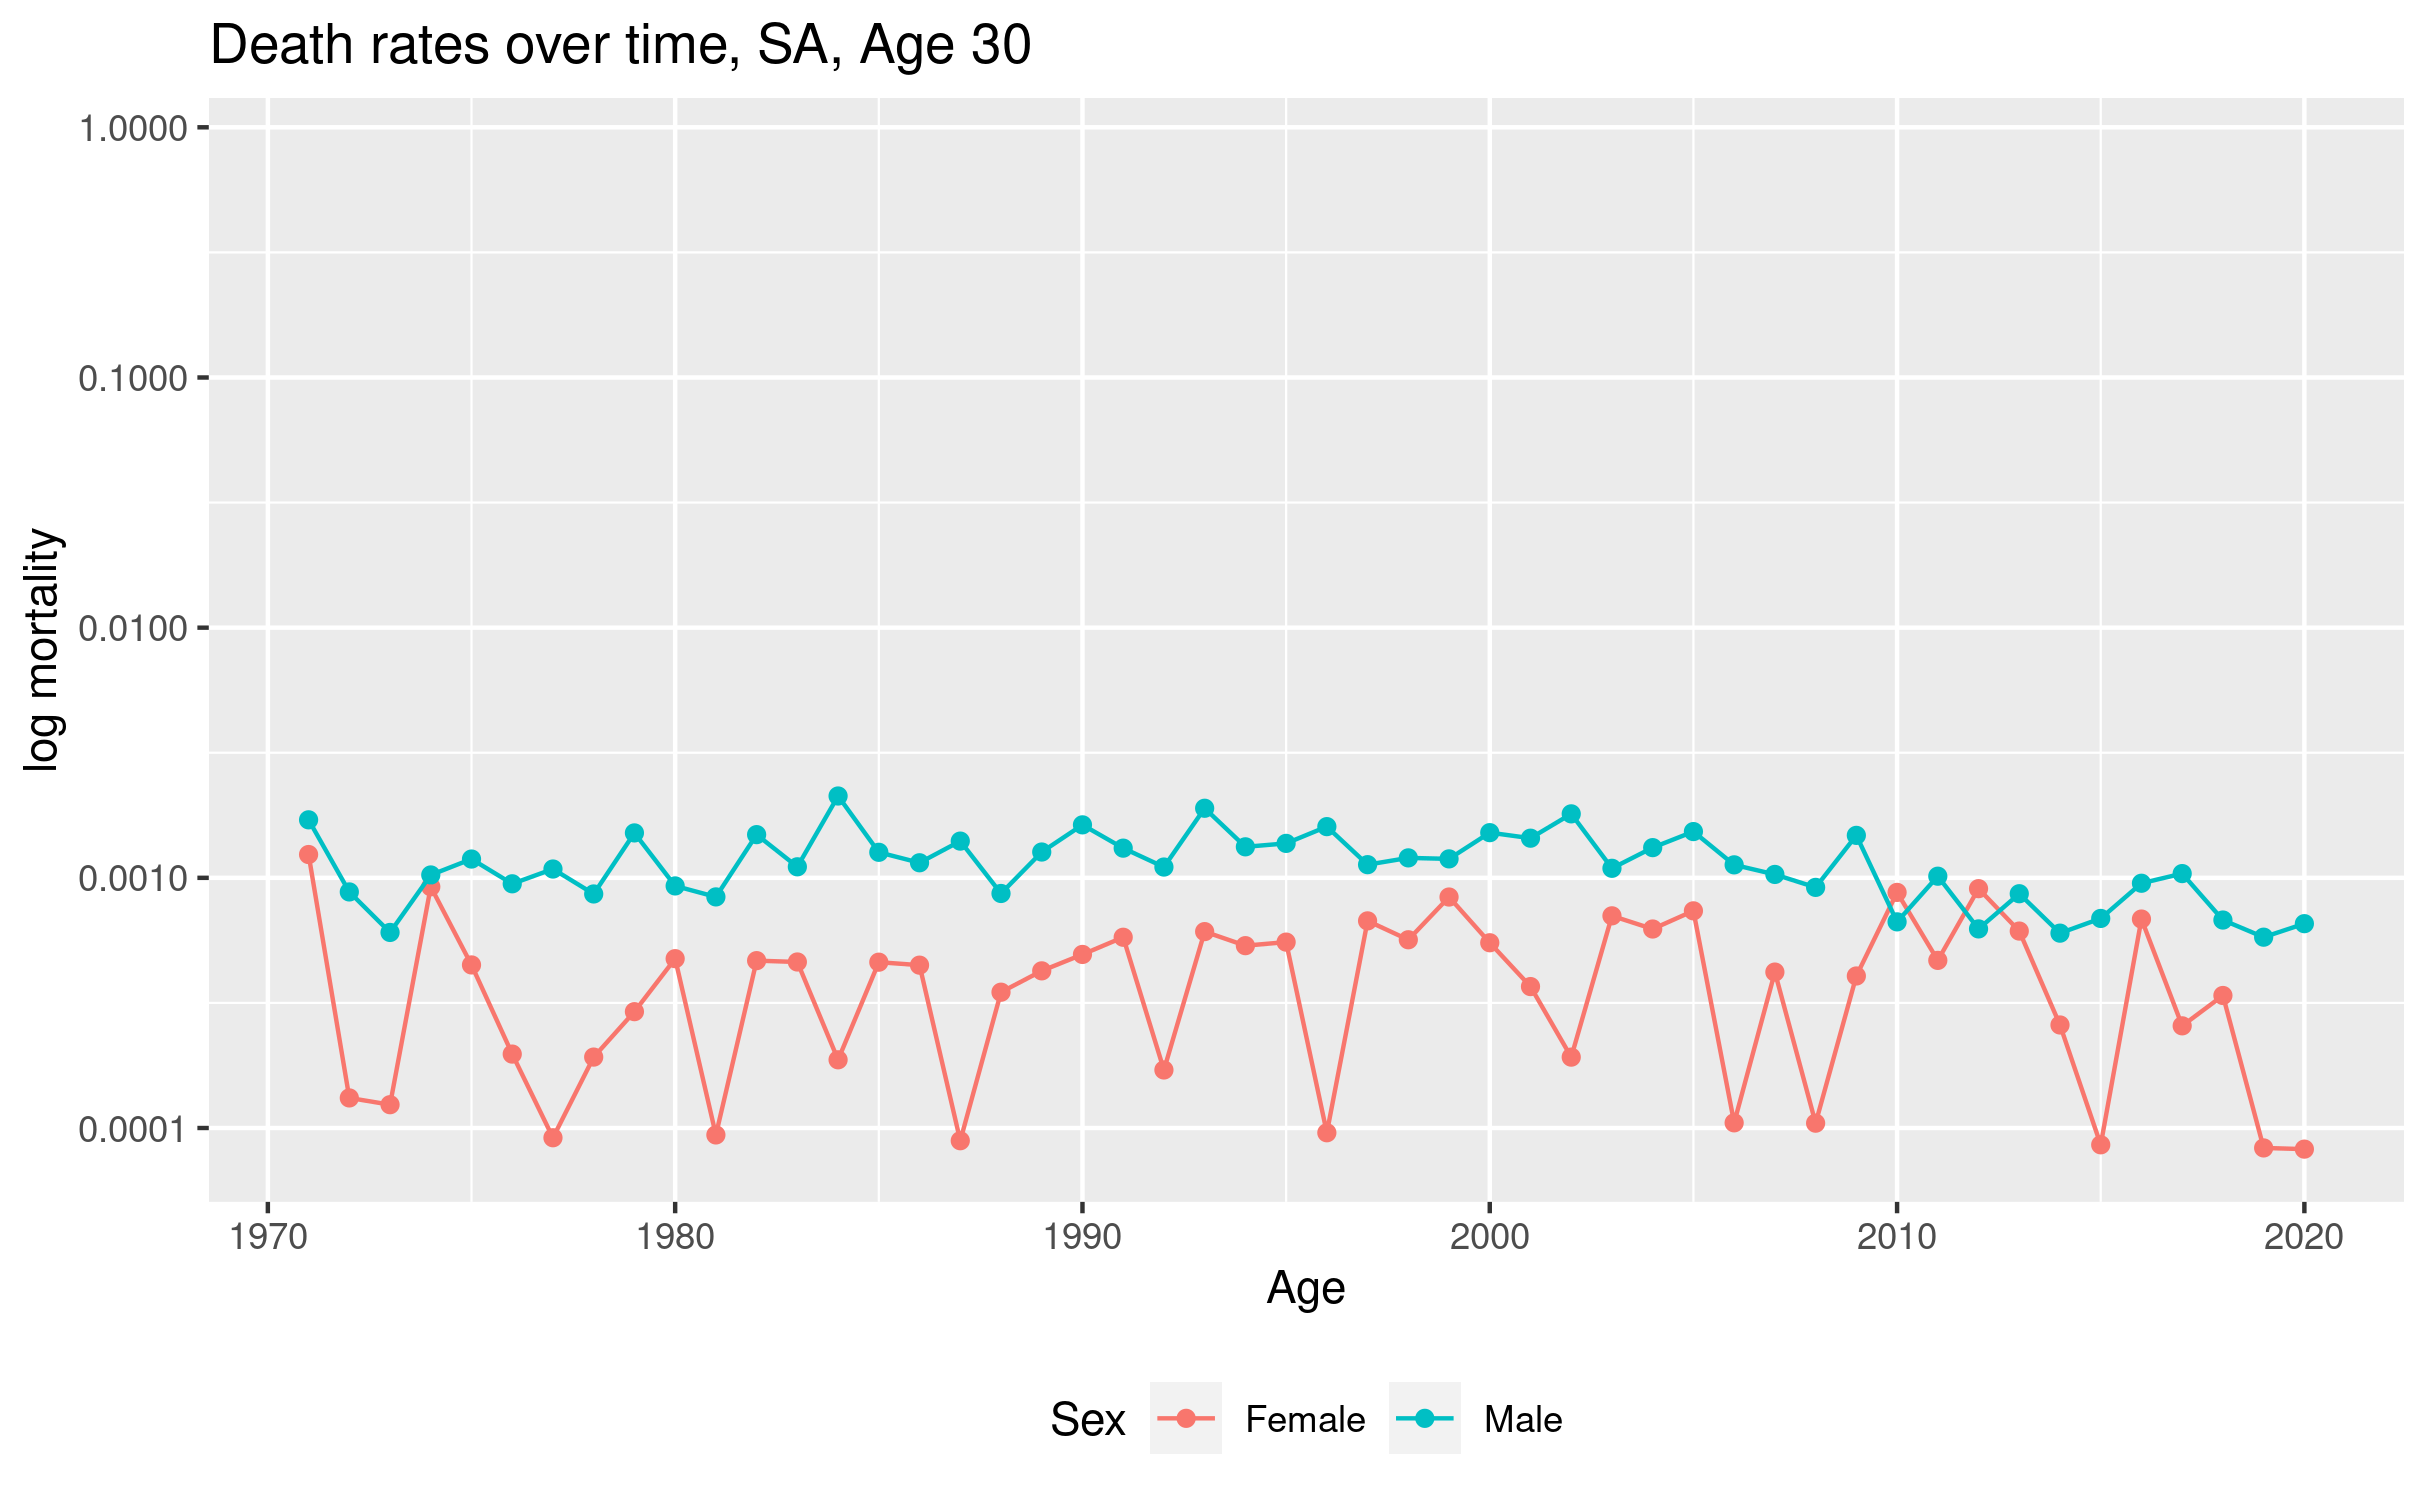 Death rates over time, SA, Age 30
log mortality
1.0000
0.1000
0.0100
0.0010
0.0001
1970 1980 1990 2000 2010 2020
Age
Sex Female Male